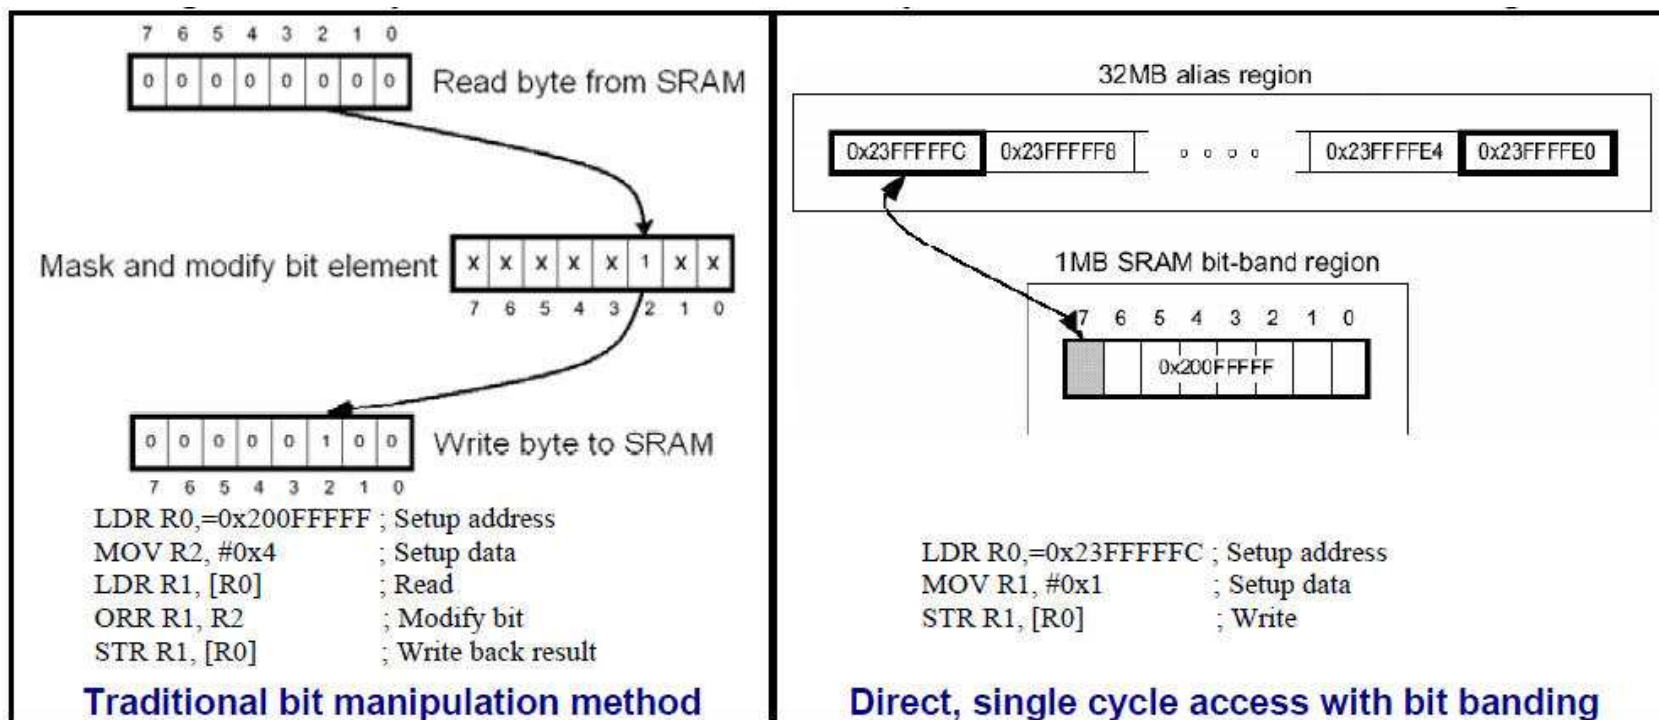 7 6 5 4 3 2 1 0
0 0 0 0 0 0 0 0 Read byte from SRAM
Mask and modify bit element X X X X X 1 X X
7 6 5 4 3 2 1 0
0 0 0 0 0 1 0 0 Write byte to SRAM
7 6 5 4 3 2 1 0
LDR R0,=0x200FFFFF ; Setup address
MOV R2, #0x4 ; Setup data
LDR R1, [R0] ; Read
ORR R1, R2 ; Modify bit
STR R1, [R0] ; Write back result
Traditional bit manipulation method
32MB alias region
0x23FFFFFC 0x23FFFFF8 0x23FFFFE4 0x23FFFFE0
1MB SRAM bit-band region
7 6 5 4 3 2 1 0
0x200FFFFF
LDR R0,=0x23FFFFFC ; Setup address
MOV R1, #0x1 ; Setup data
STR R1, [R0] ; Write
Direct, single cycle access with bit banding